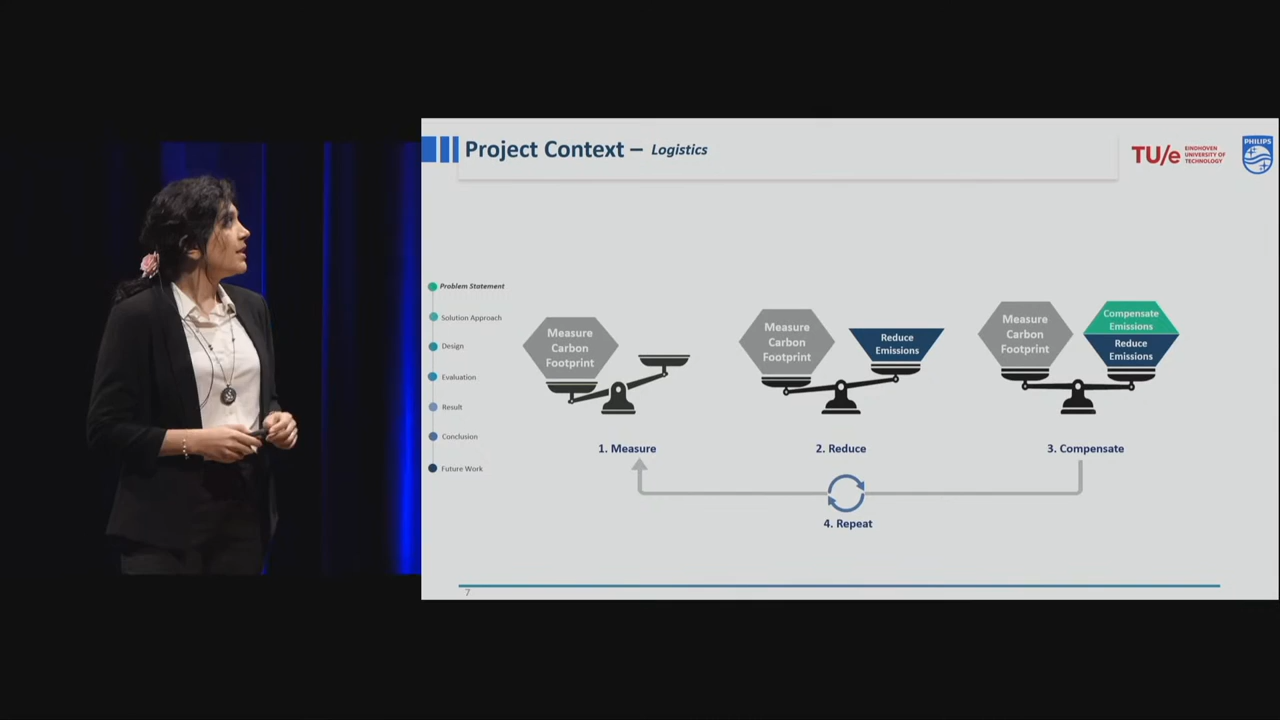 Project Context – Logistics
TU/e EINDHOVEN
UNIVERSITY OF
TECHNOLOGY
PHILIPS
Problem Statement
Solution Approach
Design
Evaluation
Result
Conclusion
Future Work
Measure
Carbon
Footprint
1. Measure
Measure
Carbon
Footprint
Reduce
Emissions
2. Reduce
Measure
Carbon
Footprint
Compensate
Emissions
Reduce
Emissions
3. Compensate
4. Repeat
7